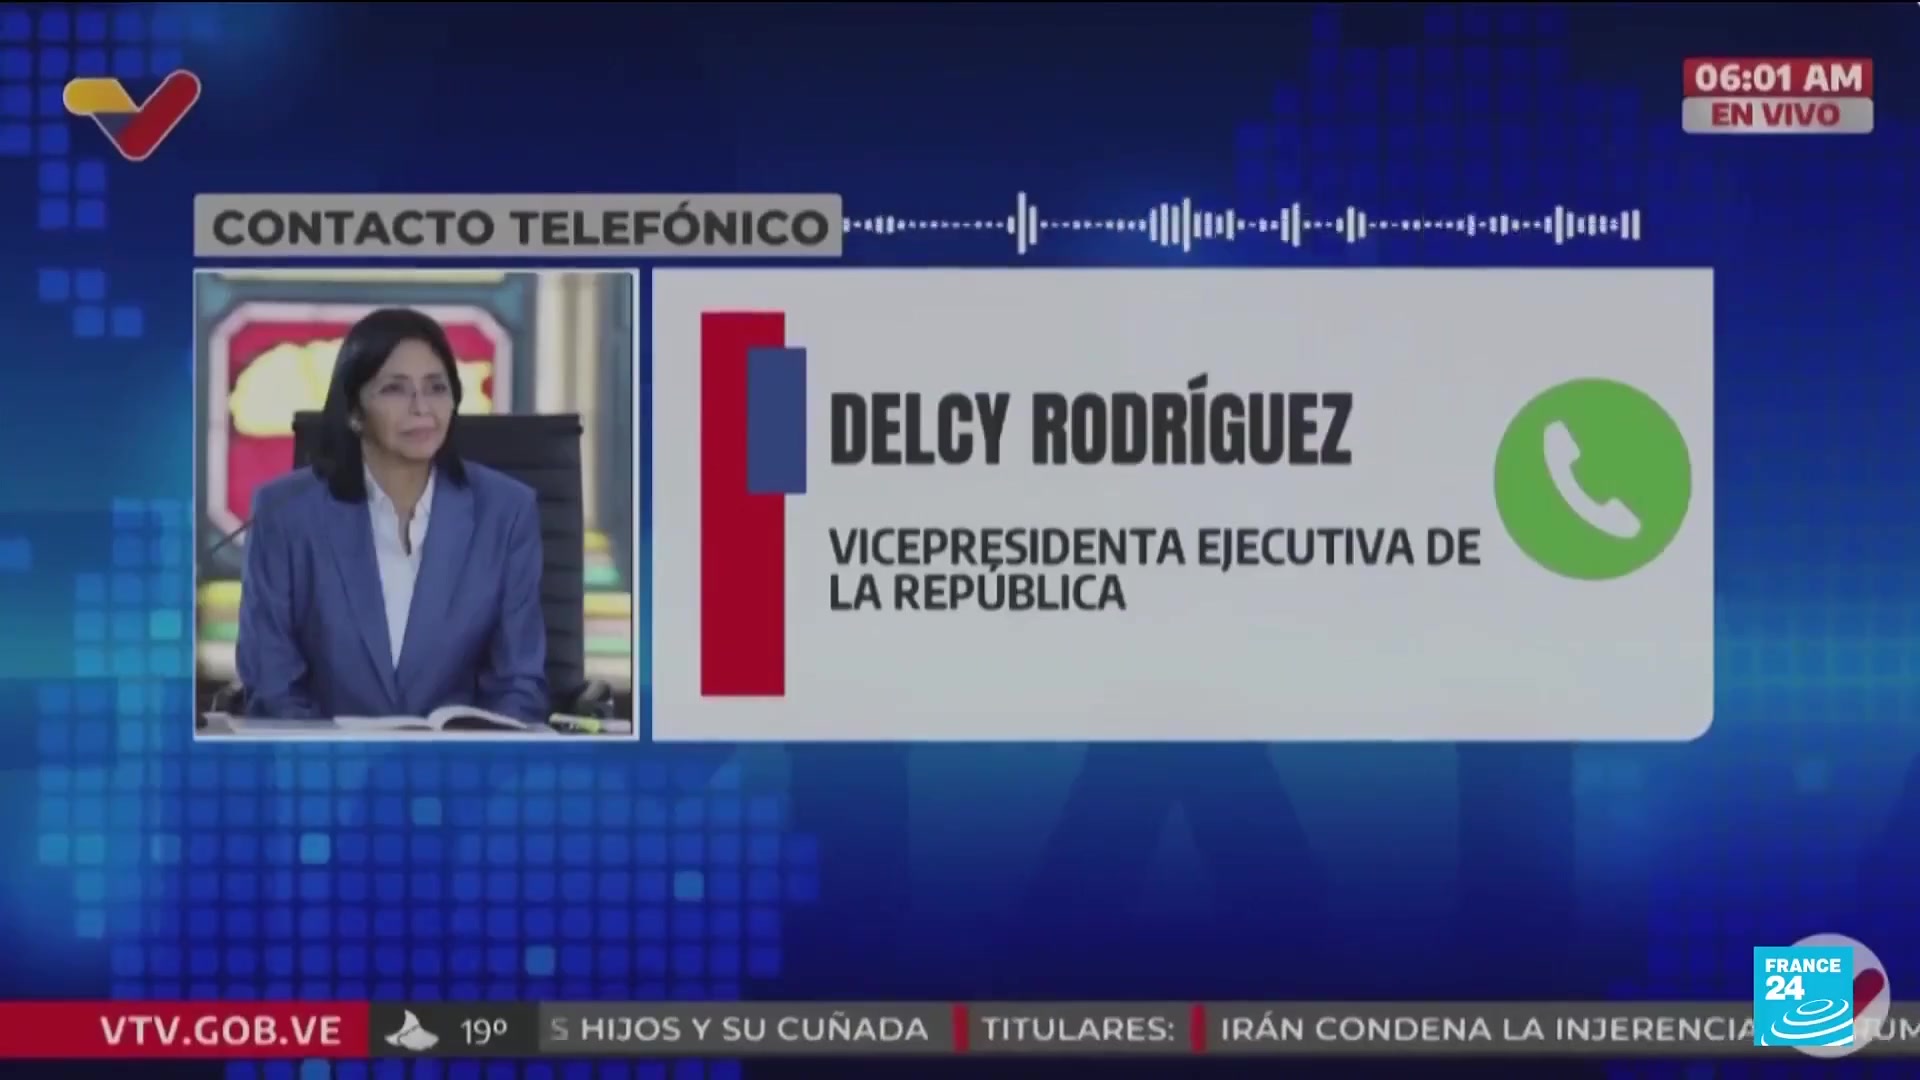 06:01 AM
EN VIVO
CONTACTO TELEFÓNICO
DELCY RODRÍGUEZ
VICEPRESIDENTA EJECUTIVA DE
LA REPÚBLICA
FRANCE
24
VTV.GOB.VE 19º S HIJOS Y SU CUÑADA TITULARES: IRÁN CONDENA LA INJERENCIA